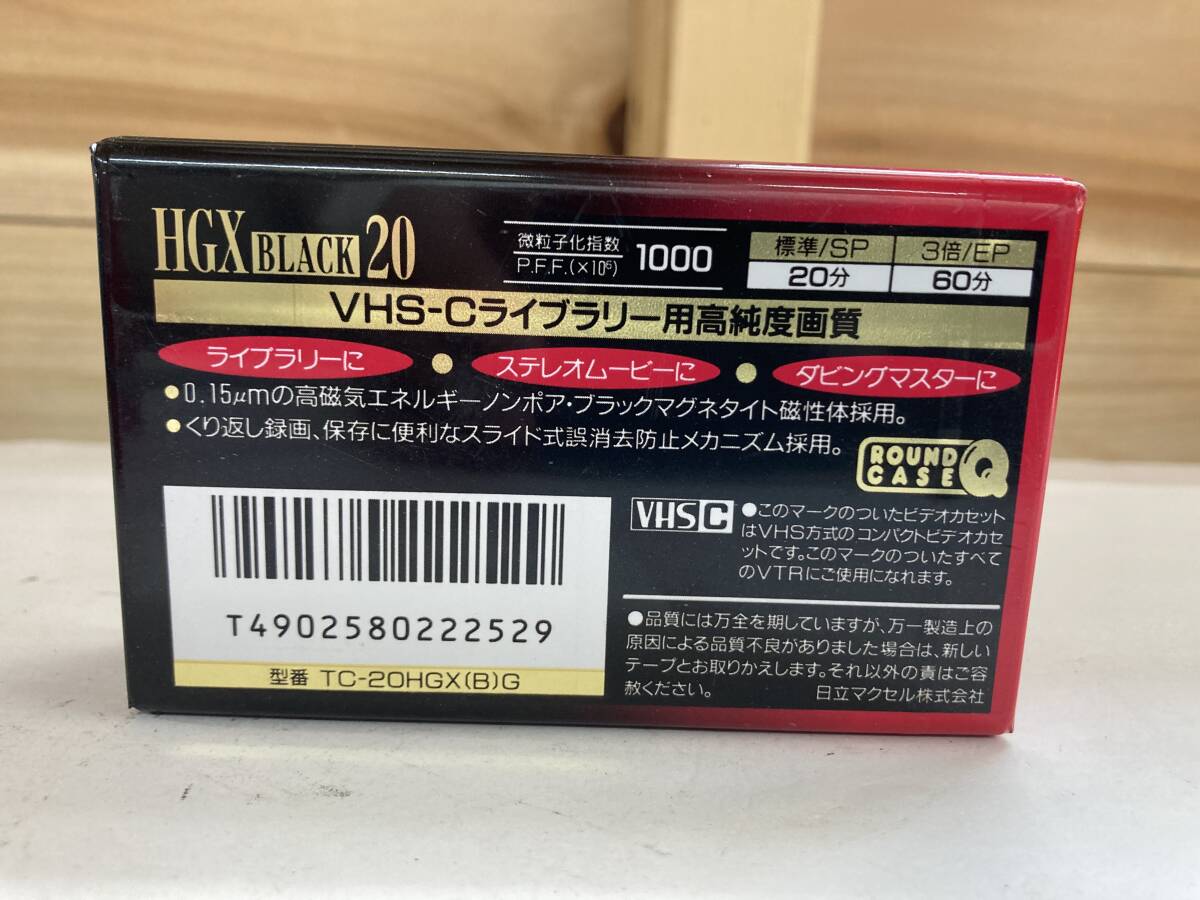 HGX BLACK 20
微粒子化指数
P.F.F.(×10⁶)
1000
標準/SP 3倍/EP
20分 60分
VHS-Cライブラリー用高純度画質
ライブラリーに ● ステレオムービーに ● ダビングマスターに
●0.15μmの高磁気エネルギーノンポア・ブラックマグネタイト磁性体採用。
●くり返し録画、保存に便利なスライド式誤消去防止メカニズム採用。
ROUND
CASE Q
T4902580222529
型番 TC-20HGX(B)G
VHSC
●このマークのついたビデオカセット
はVHS方式のコンパクトビデオカセ
ットです。このマークのついたすべて
のVTRにご使用になれます。
●品質には万全を期していますが、万一製造上の
原因による品質不良がありました場合は、新しい
テープとお取りかえします。それ以外の責はご容
赦ください。 日立マクセル株式会社